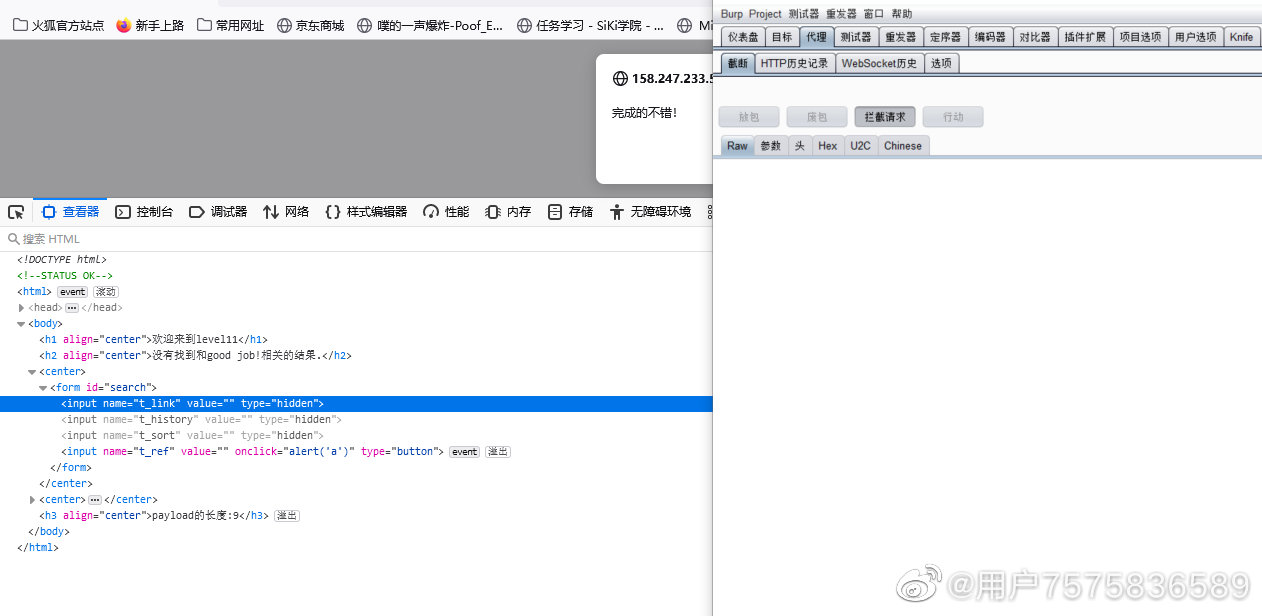 火狐官方站点 新手上路 常用网址 京东商城 噗的一声爆炸-Poof_E... 任务学习 - SiKi学院 - ... Mi
158.247.233.5
完成的不错!
查看器 控制台 调试器 网络 样式编辑器 性能 内存 存储 无障碍环境
搜索 HTML
<!DOCTYPE html>
<!--STATUS OK-->
<html> event 滚动
<head> ... </head>
<body>
<h1 align="center">欢迎来到level11</h1>
<h2 align="center">没有找到和good job!相关的结果.</h2>
<center>
<form id="search">
<input name="t_link" value="" type="hidden">
<input name="t_history" value="" type="hidden">
<input name="t_sort" value="" type="hidden">
<input name="t_ref" value="" onclick="alert('a')" type="button"> event 溢出
</form>
</center>
<center> ... </center>
<h3 align="center">payload的长度:9</h3> 溢出
</body>
</html>
Burp Project 测试器 重发器 窗口 帮助
仪表盘 目标 代理 测试器 重发器 定序器 编码器 对比器 插件扩展 项目选项 用户选项 Knife
截断 HTTP历史记录 WebSocket历史 选项
放包 废包 拦截请求 行动
Raw 参数 头 Hex U2C Chinese
@用户7575836589